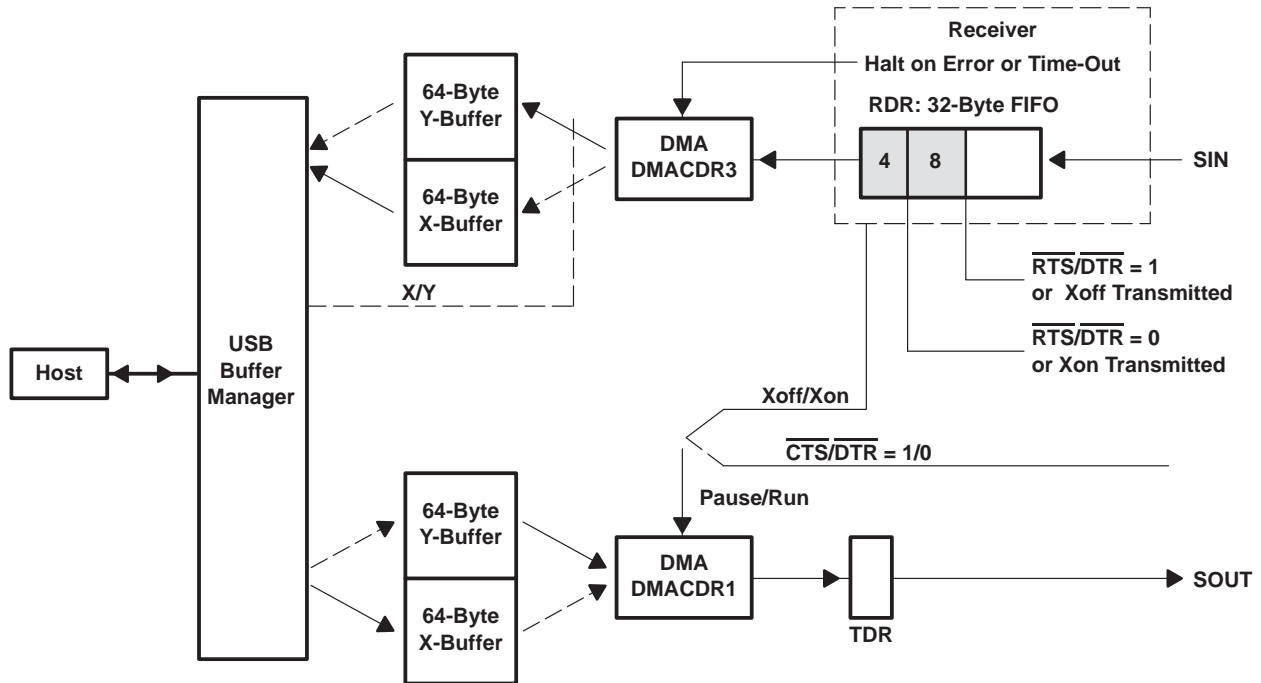 Receiver
Halt on Error or Time-Out
RDR: 32-Byte FIFO
64-Byte
Y-Buffer
DMA
DMACDR3
4
8
SIN
64-Byte
X-Buffer
RTS/DTR = 1
or Xoff Transmitted
X/Y
RTS/DTR = 0
or Xon Transmitted
Host
USB
Buffer
Manager
Xoff/Xon
CTS/DTR = 1/0
Pause/Run
64-Byte
Y-Buffer
DMA
DMACDR1
SOUT
64-Byte
X-Buffer
TDR